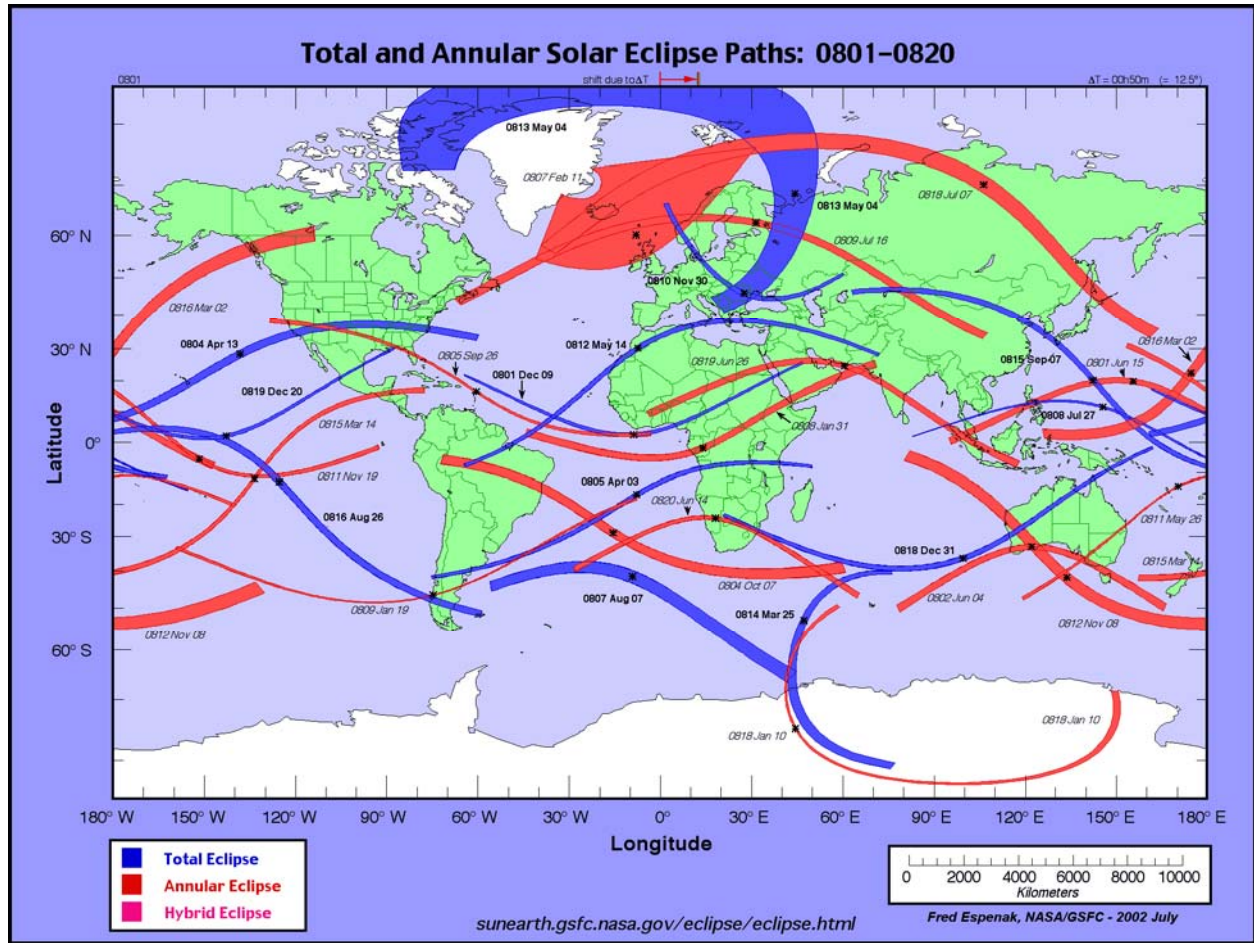 Total and Annular Solar Eclipse Paths: 0801–0820
0801
shift due to ΔT
ΔT = 00h50m (= 12.5°)
0813 May 04
0807 Feb 11
0813 May 04
0818 Jul 07
60° N
0809 Jul 16
0810 Nov 30
0816 Mar 02
0804 Apr 13
0805 Sep 26
0812 May 14
0819 Jun 26
0815 Sep 07
0816 Mar 02
0801 Jun 15
30° N
0819 Dec 20
0801 Dec 09
0808 Jul 27
0815 Mar 14
0808 Jan 31
0°
Latitude
0811 Nov 19
0805 Apr 03
0820 Jun 14
0816 Aug 26
0811 May 26
30° S
0818 Dec 31
0815 Mar 14
0804 Oct 07
0802 Jun 04
0809 Jan 19
0807 Aug 07
0814 Mar 25
0812 Nov 08
0812 Nov 08
60° S
0818 Jan 10
0818 Jan 10
180° W 150° W 120° W 90° W 60° W 30° W 0° 30° E 60° E 90° E 120° E 150° E 180° E
Longitude
Total Eclipse
Annular Eclipse
Hybrid Eclipse
0 2000 4000 6000 8000 10000
Kilometers
sunearth.gsfc.nasa.gov/eclipse/eclipse.html
Fred Espenak, NASA/GSFC - 2002 July